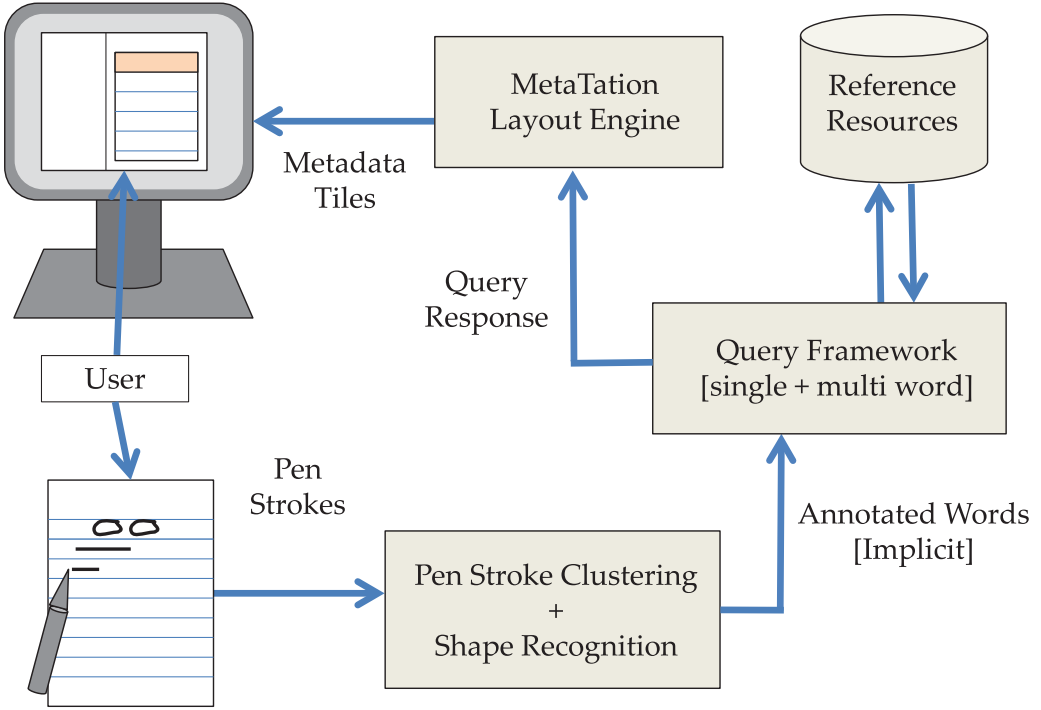 MetaTation
Layout Engine
Reference
Resources
Metadata
Tiles
Query
Response
Query Framework
[single + multi word]
User
Pen
Strokes
Annotated Words
[Implicit]
Pen Stroke Clustering
+
Shape Recognition